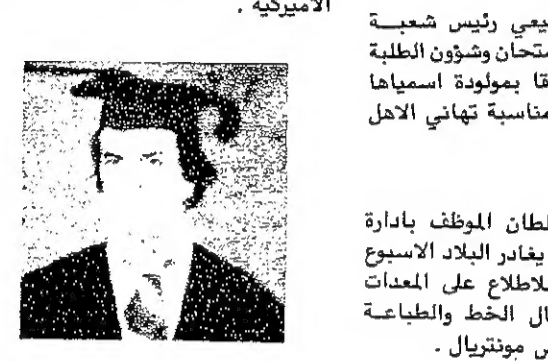 يعي رئيس شعبة
متحان وشؤون الطلبة
قا بمولودة اسمياها
مناسبة تهاني الاهل
لطان الموظف بادارة
يغادر البلاد الاسبوع
للاطلاع على المعدات
ال الخط والطباعة
مونتريال .
الاميركية .